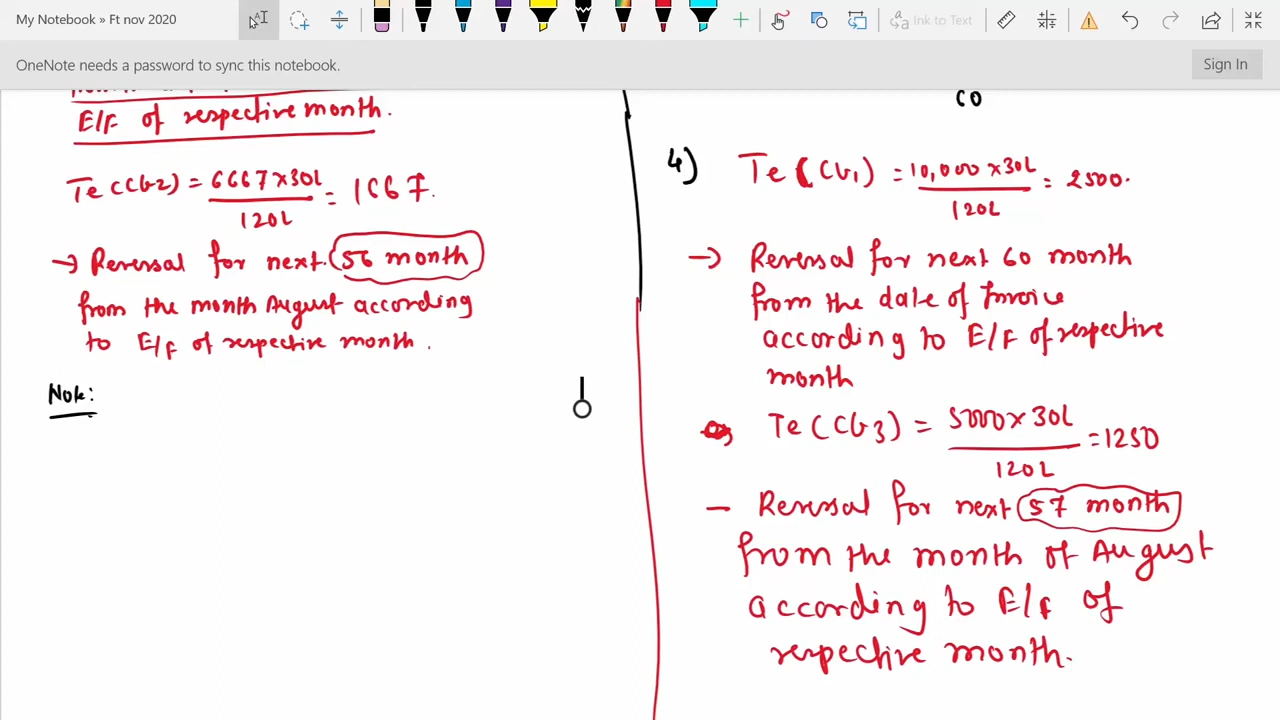 My Notebook » Ft nov 2020
Ink to Text
OneNote needs a password to sync this notebook.
Sign In
E/F of respective month.
Te (CG2) = 6667 x 30L / 120L = 1667.
→ Reversal for next 56 month
from the month August according
to E/F of respective month.
Note:
CO
4) Te (CG1) = 10,000 x 30L / 120L = 2500.
→ Reversal for next 60 month
from the date of Invoice
according to E/F of respective
month
Te (CG3) = 5000 x 30L / 120L = 1250
- Reversal for next 57 month
from the month of August
according to E/F of
respective month.